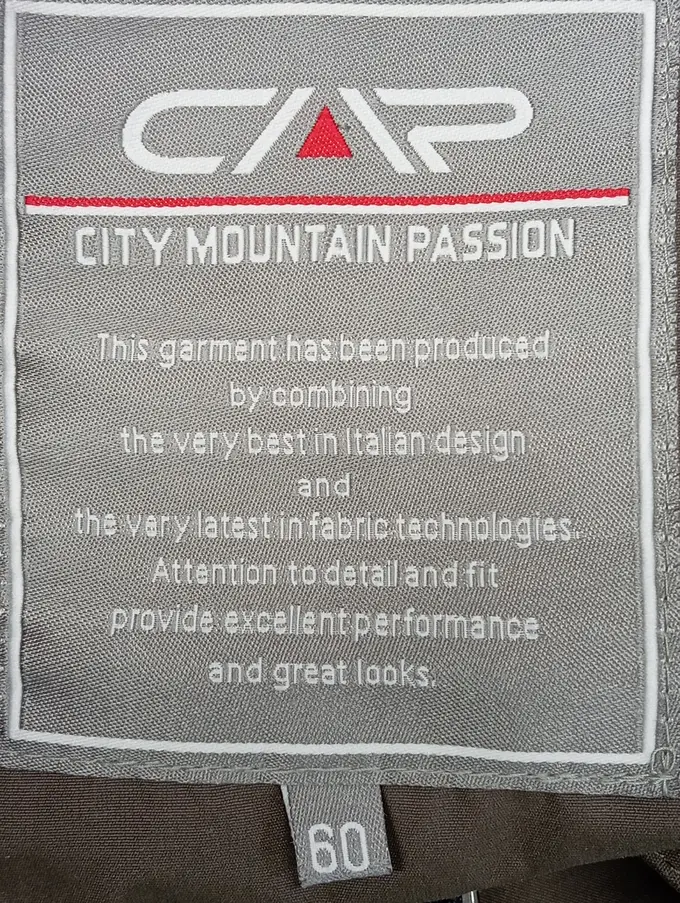 CMP
CITY MOUNTAIN PASSION
This garment has been produced
by combining
the very best in Italian design
and
the very latest in fabric technologies.
Attention to detail and fit
provide excellent performance
and great looks.
60